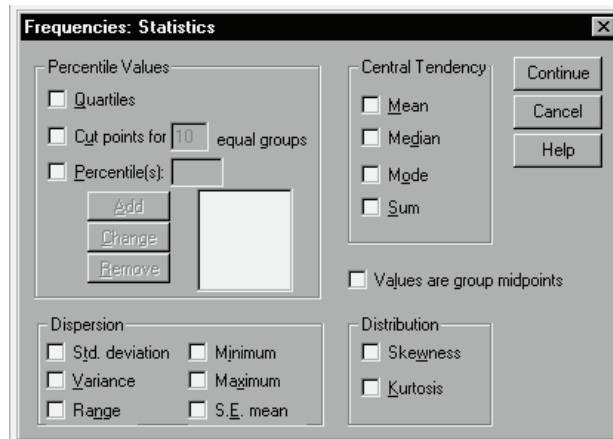 Frequencies: Statistics
Percentile Values
Quartiles
Cut points for 10 equal groups
Percentile(s):
Add
Change
Remove
Central Tendency
Mean
Median
Mode
Sum
Continue
Cancel
Help
Values are group midpoints
Dispersion
Std. deviation Minimum
Variance Maximum
Range S.E. mean
Distribution
Skewness
Kurtosis